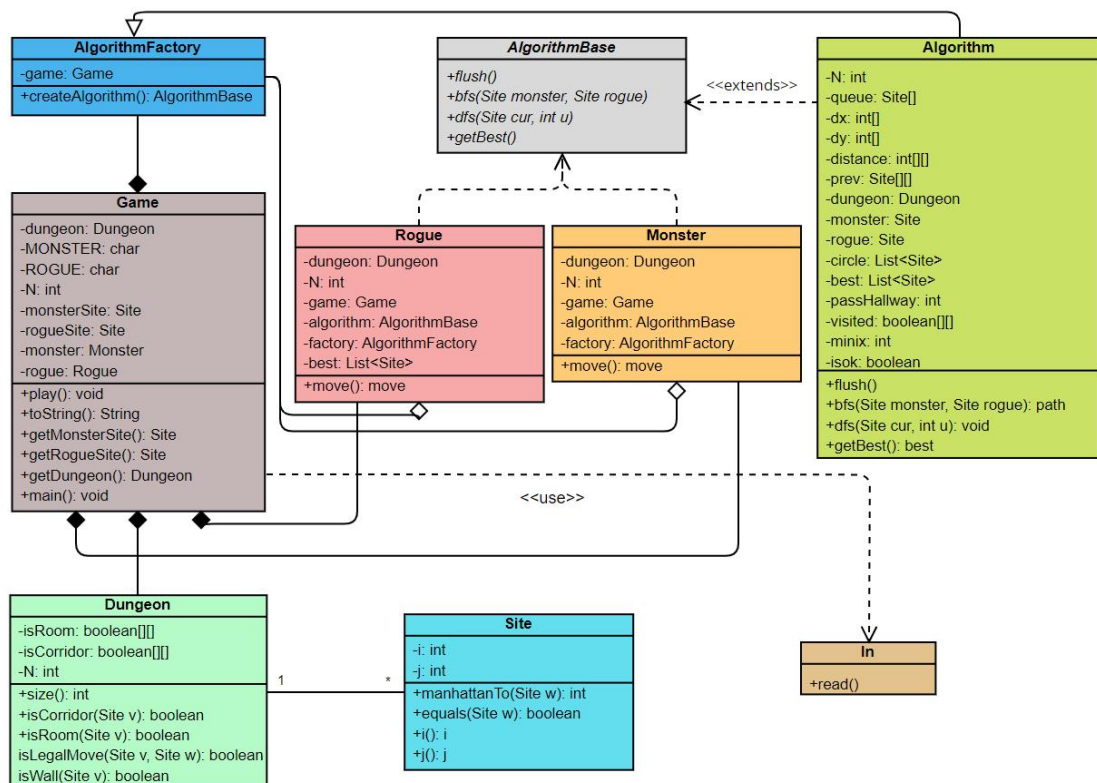 AlgorithmFactory
-game: Game
+createAlgorithm(): AlgorithmBase
AlgorithmBase
+flush()
+bfs(Site monster, Site rogue)
+dfs(Site cur, int u)
+getBest()
<<extends>>
Algorithm
-N: int
-queue: Site[]
-dx: int[]
-dy: int[]
-distance: int[][]
-prev: Site[][]
-dungeon: Dungeon
-monster: Site
-rogue: Site
-circle: List<Site>
-best: List<Site>
-passHallway: int
-visited: boolean[][]
-minix: int
-isok: boolean
+flush()
+bfs(Site monster, Site rogue): path
+dfs(Site cur, int u): void
+getBest(): best
Game
-dungeon: Dungeon
-MONSTER: char
-ROGUE: char
-N: int
-monsterSite: Site
-rogueSite: Site
-monster: Monster
-rogue: Rogue
+play(): void
+toString(): String
+getMonsterSite(): Site
+getRogueSite(): Site
+getDungeon(): Dungeon
+main(): void
Rogue
-dungeon: Dungeon
-N: int
-game: Game
-algorithm: AlgorithmBase
-factory: AlgorithmFactory
-best: List<Site>
+move(): move
Monster
-dungeon: Dungeon
-N: int
-game: Game
-algorithm: AlgorithmBase
-factory: AlgorithmFactory
+move(): move
<<use>>
Dungeon
-isRoom: boolean[][]
-isCorridor: boolean[][]
-N: int
+size(): int
+isCorridor(Site v): boolean
+isRoom(Site v): boolean
isLegalMove(Site v, Site w): boolean
isWall(Site v): boolean
1
*
Site
-i: int
-j: int
+manhattanTo(Site w): int
+equals(Site w): boolean
+i(): i
+j(): j
In
+read()